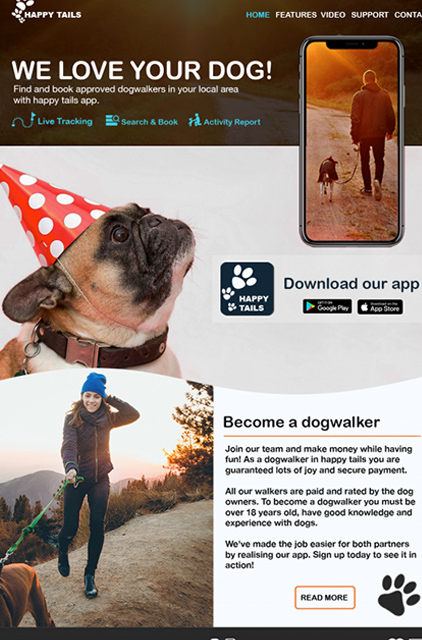 HAPPY TAILS
HOME FEATURES VIDEO SUPPORT CONTA
WE LOVE YOUR DOG!
Find and book approved dogwalkers in your local area
with happy tails app.
Live Tracking Search & Book Activity Report
Download our app
HAPPY
TAILS
GET IT ON
Google Play
Download on the
App Store
Become a dogwalker
Join our team and make money while having
fun! As a dogwalker in happy tails you are
guaranteed lots of joy and secure payment.
All our walkers are paid and rated by the dog
owners. To become a dogwalker you must be
over 18 years old, have good knowledge and
experience with dogs.
We've made the job easier for both partners
by realising our app. Sign up today to see it in
action!
READ MORE